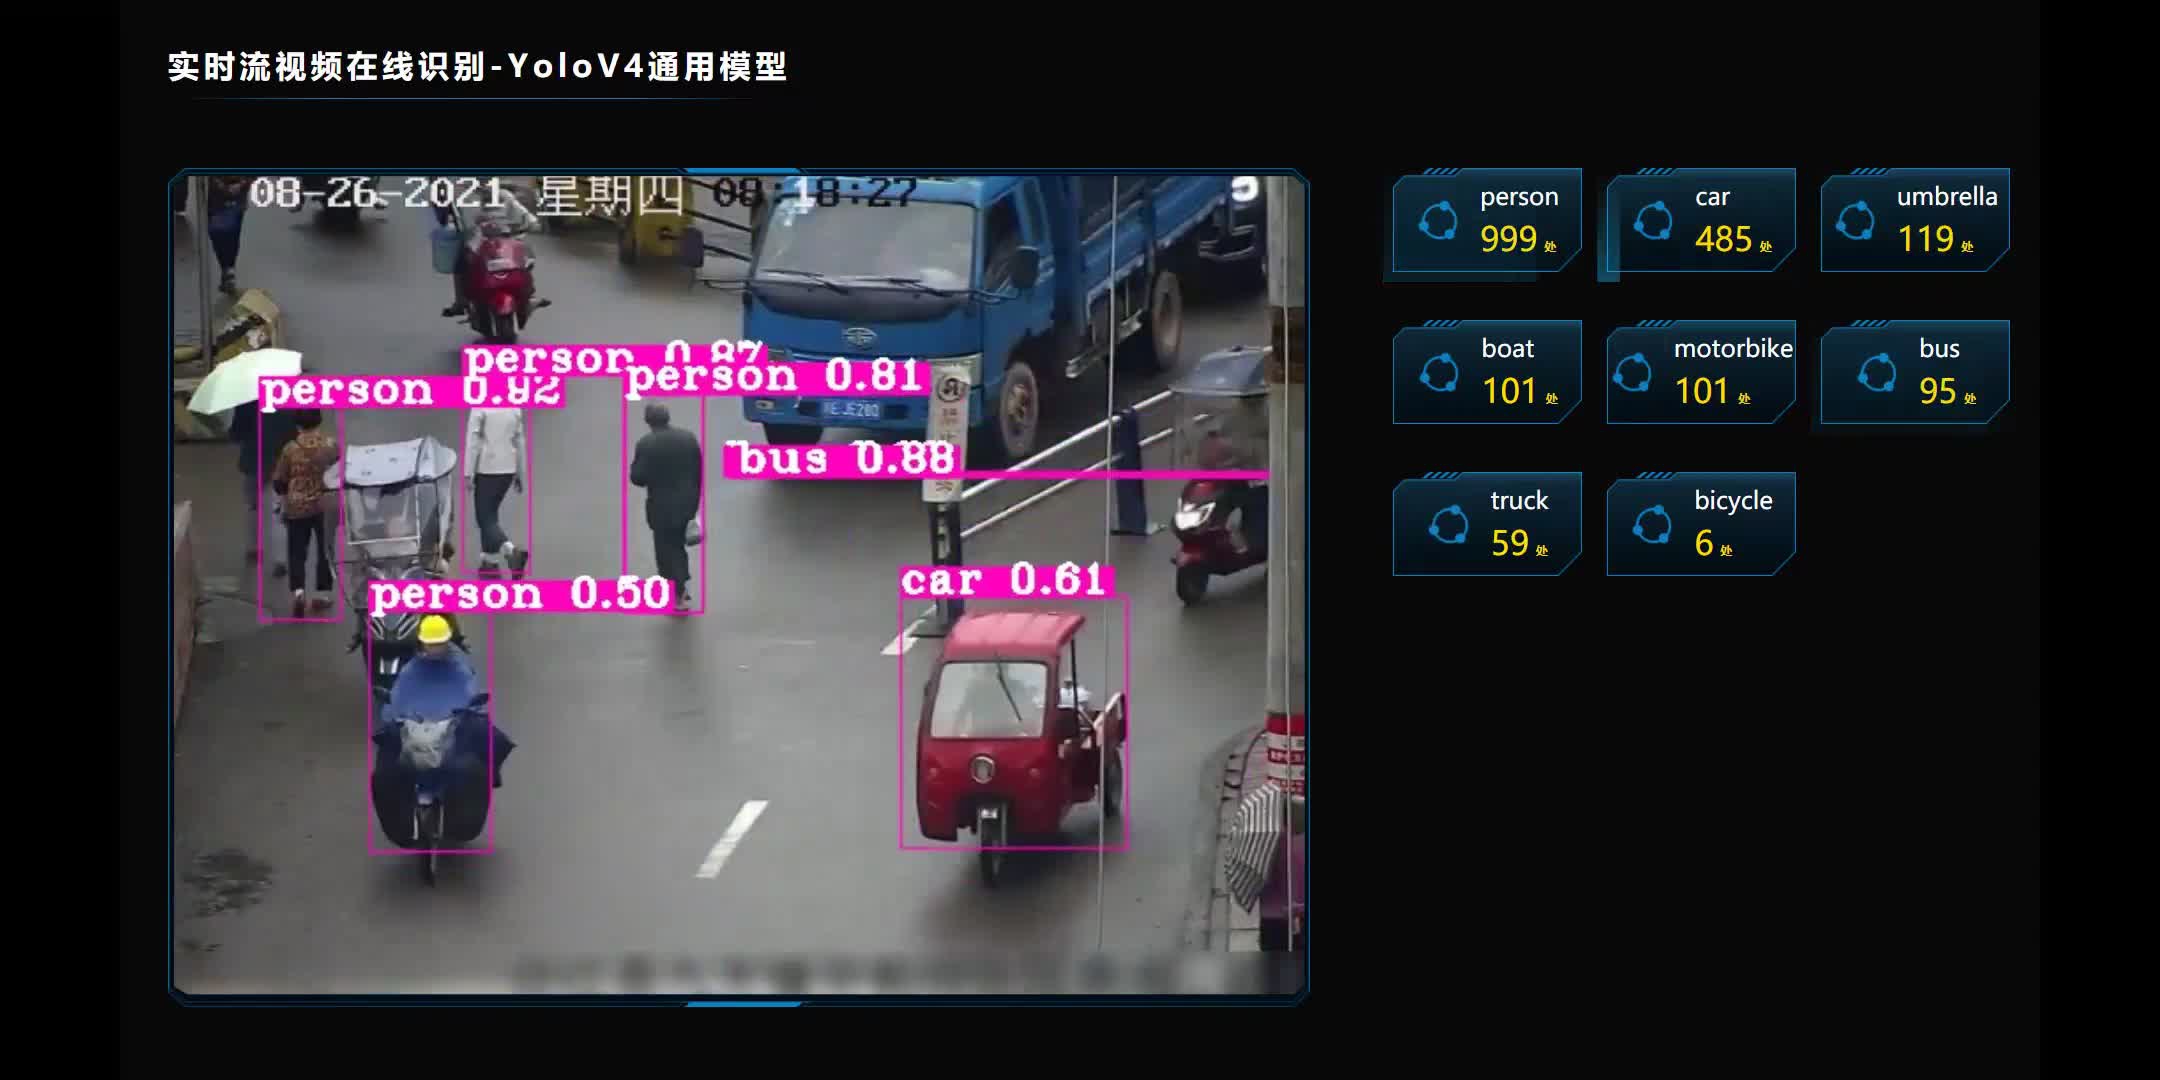 实时流视频在线识别-YoloV4通用模型
08-26-2021 星期四 08:18:27
5
person 0.87
person 0.81
person 0.92
bus 0.88
person 0.50
car 0.61
person
999 处
car
485 处
umbrella
119 处
boat
101 处
motorbike
101 处
bus
95 处
truck
59 处
bicycle
6 处